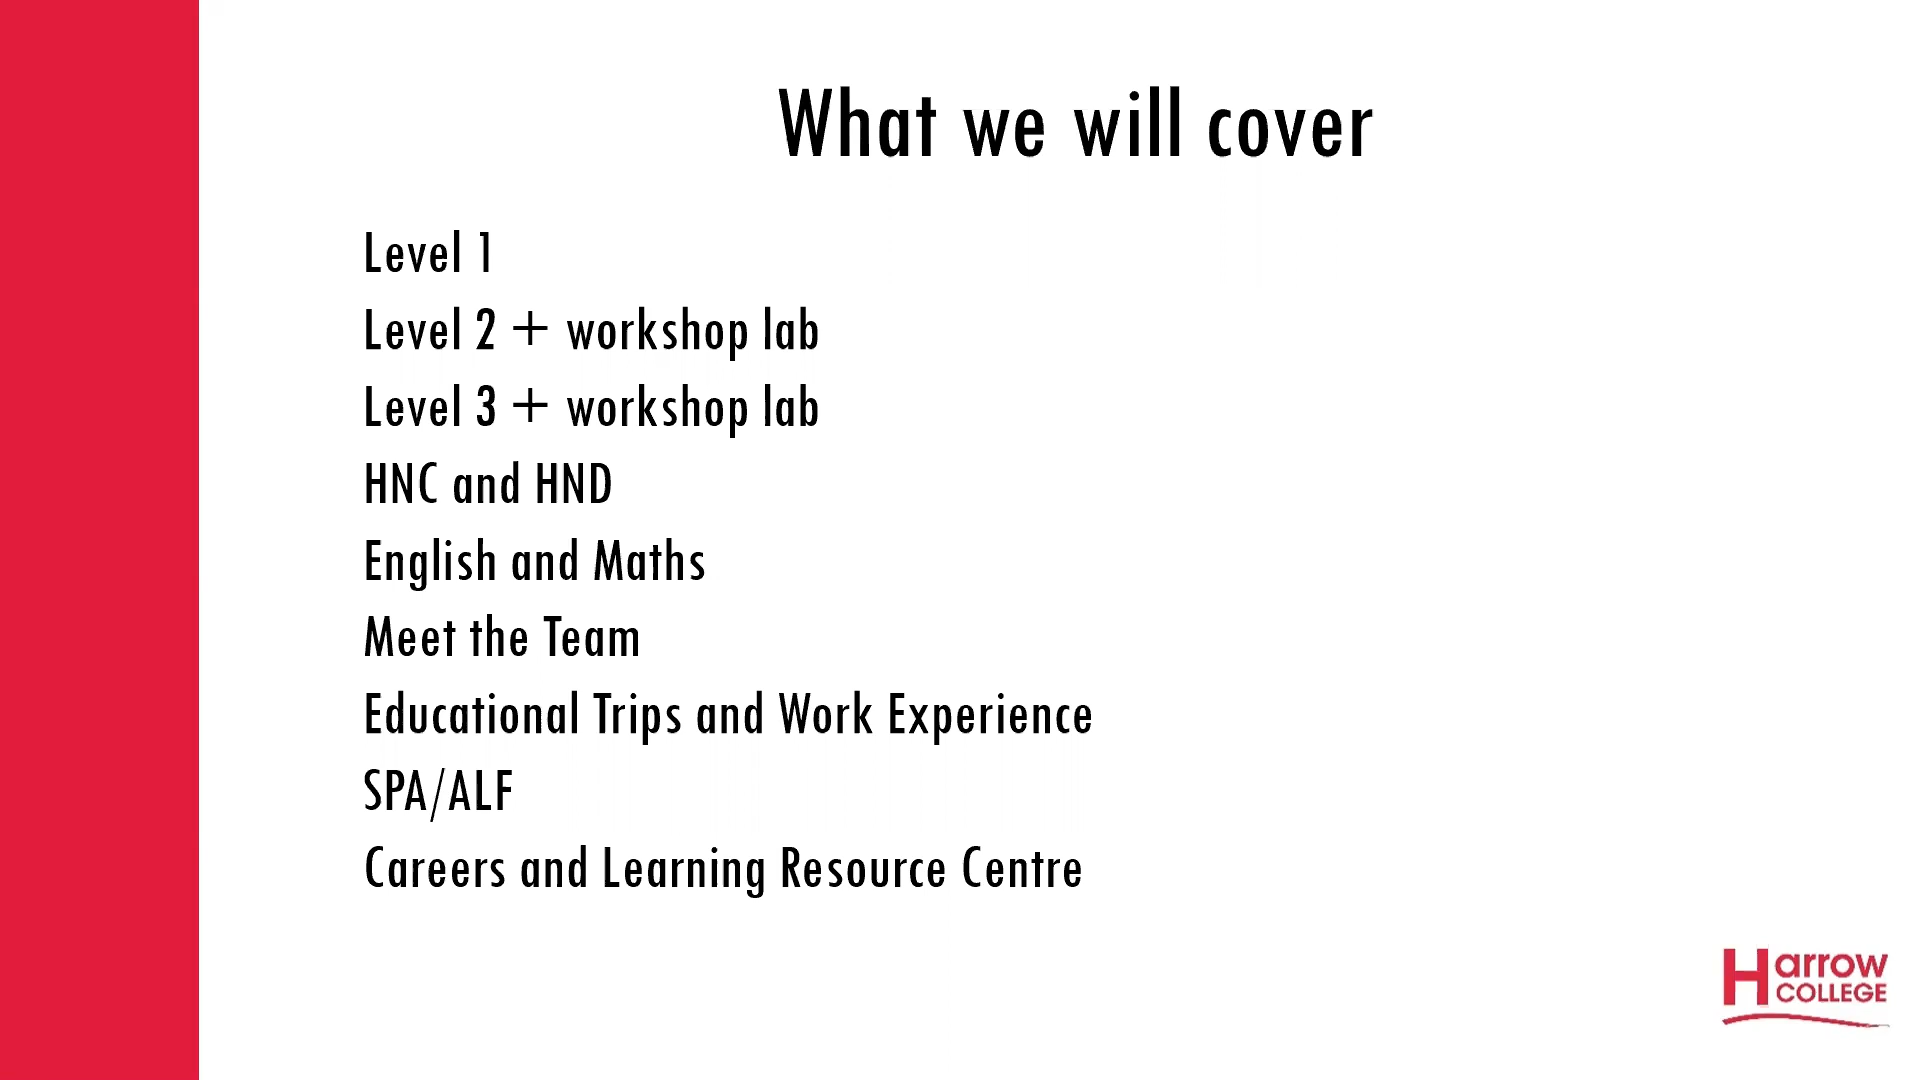 What we will cover
Level 1
Level 2 + workshop lab
Level 3 + workshop lab
HNC and HND
English and Maths
Meet the Team
Educational Trips and Work Experience
SPA/ALF
Careers and Learning Resource Centre
Harrow
COLLEGE